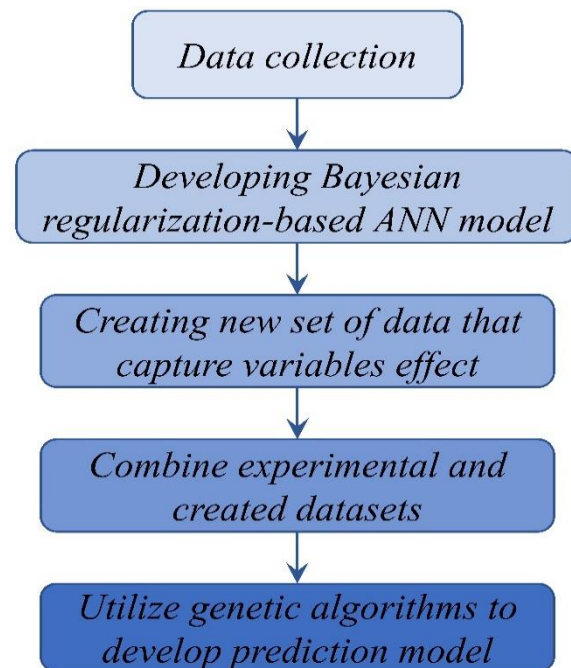 Data collection
Developing Bayesian
regularization-based ANN model
Creating new set of data that
capture variables effect
Combine experimental and
created datasets
Utilize genetic algorithms to
develop prediction model